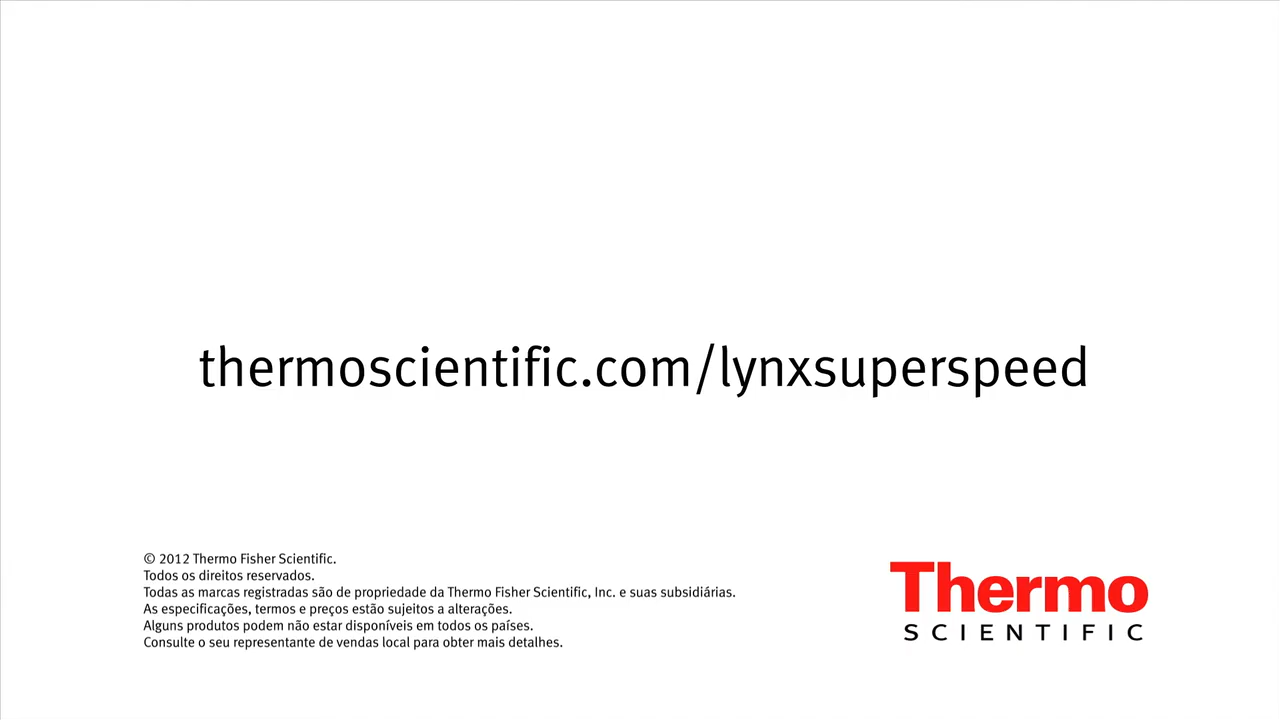 thermoscientific.com/lynxsuperspeed
© 2012 Thermo Fisher Scientific.
Todos os direitos reservados.
Todas as marcas registradas são de propriedade da Thermo Fisher Scientific, Inc. e suas subsidiárias.
As especificações, termos e preços estão sujeitos a alterações.
Alguns produtos podem não estar disponíveis em todos os países.
Consulte o seu representante de vendas local para obter mais detalhes.
Thermo
SCIENTIFIC